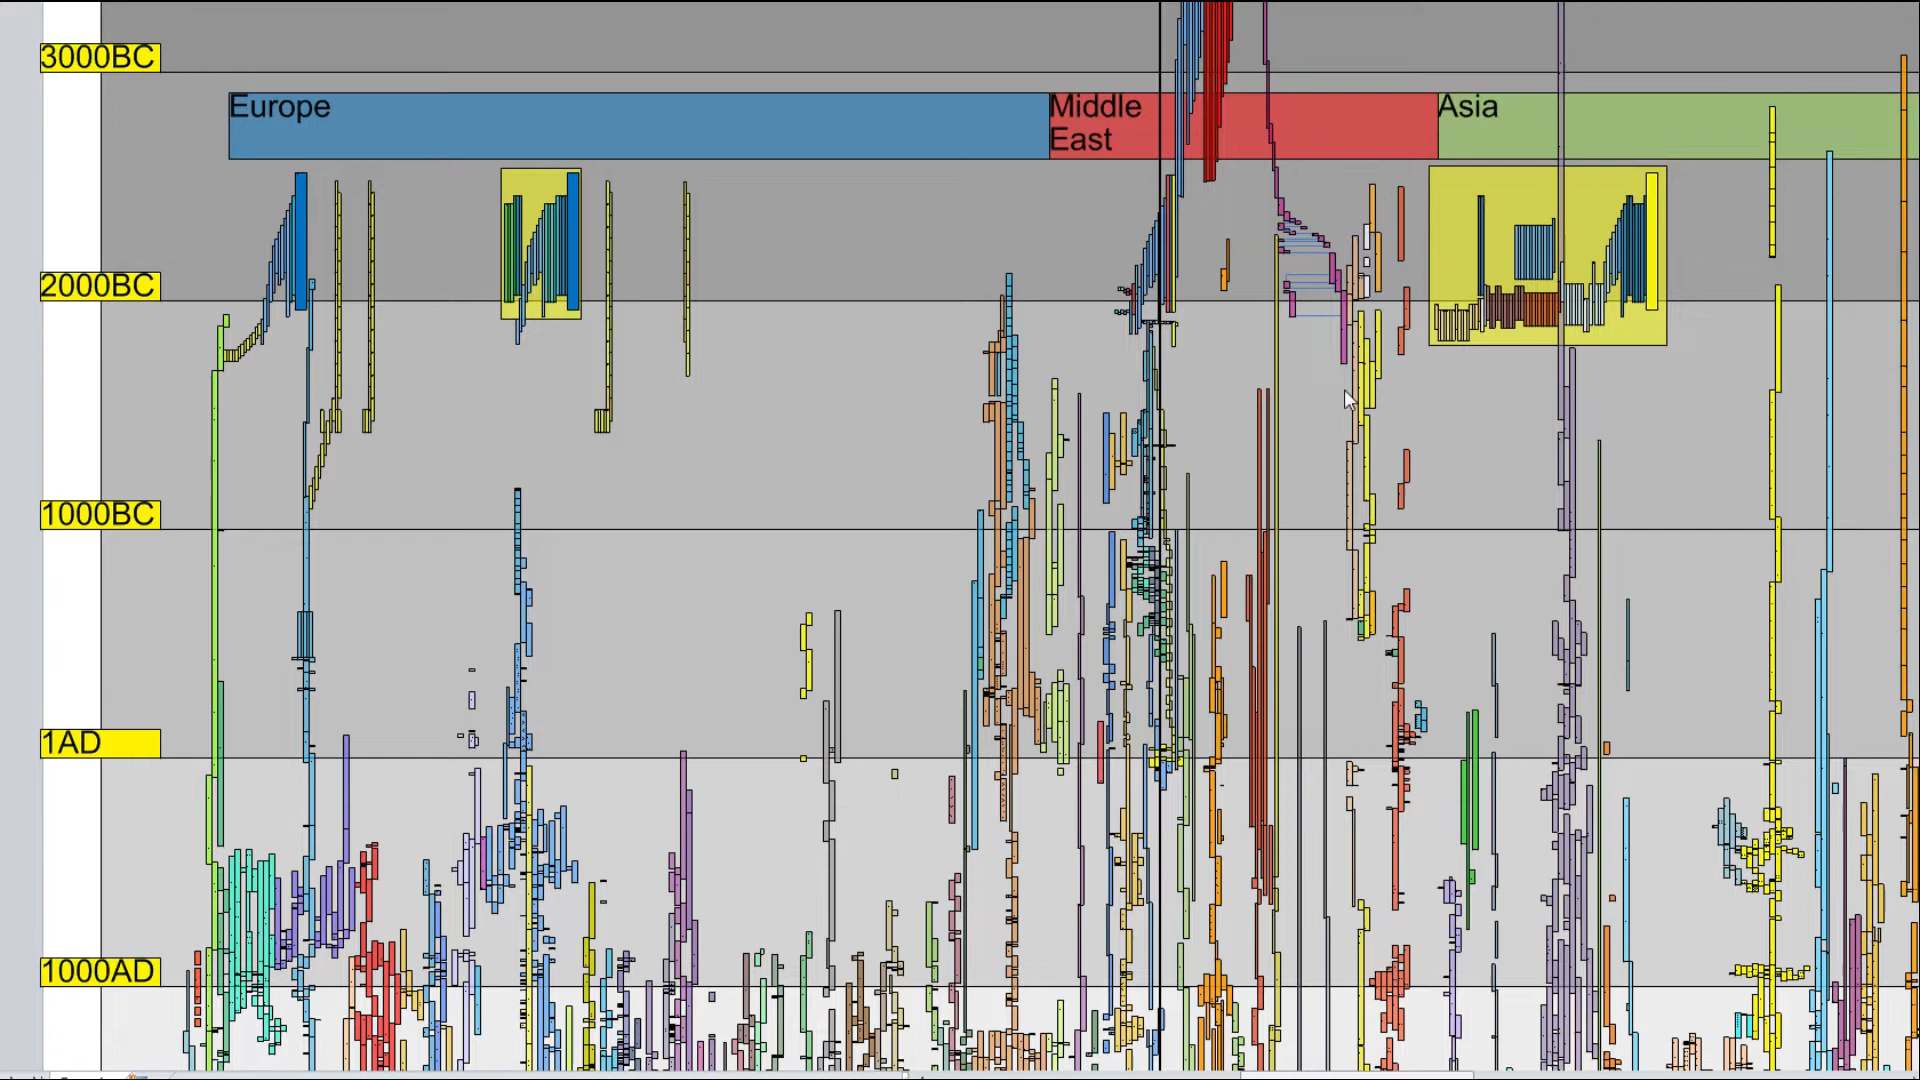 3000BC
Europe
Middle
East
Asia
2000BC
1000BC
1AD
1000AD